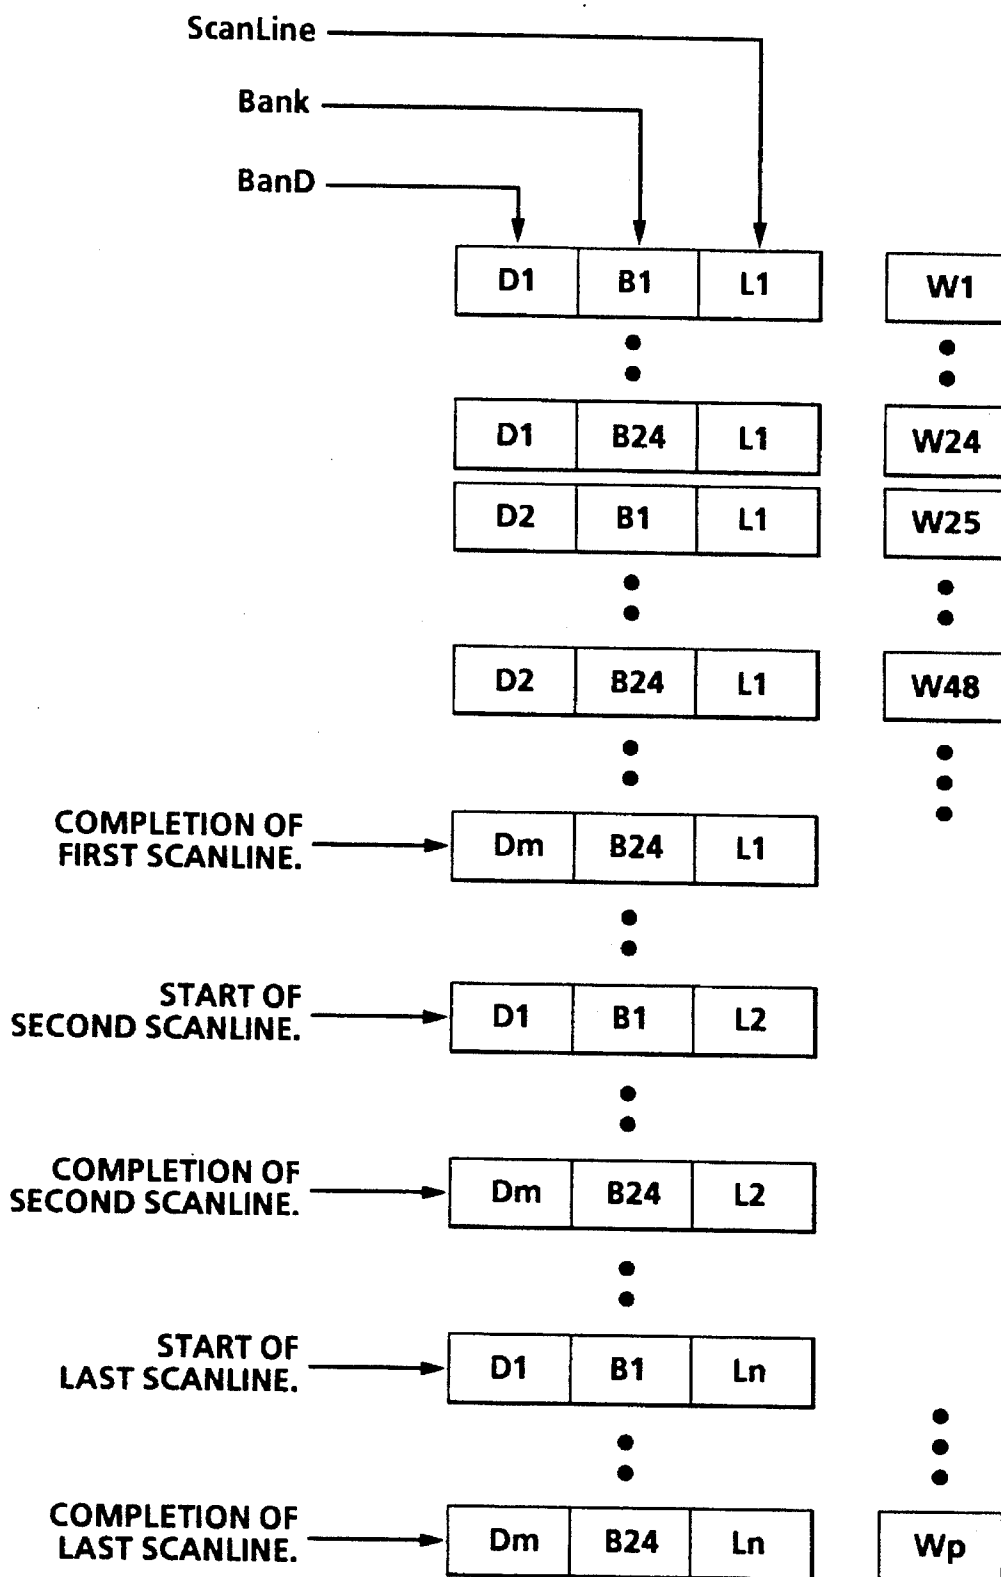 ScanLine
Bank
BanD
D1 B1 L1 W1
D1 B24 L1 W24
D2 B1 L1 W25
D2 B24 L1 W48
COMPLETION OF
FIRST SCANLINE.
Dm B24 L1
START OF
SECOND SCANLINE.
D1 B1 L2
COMPLETION OF
SECOND SCANLINE.
Dm B24 L2
START OF
LAST SCANLINE.
D1 B1 Ln
COMPLETION OF
LAST SCANLINE.
Dm B24 Ln Wp